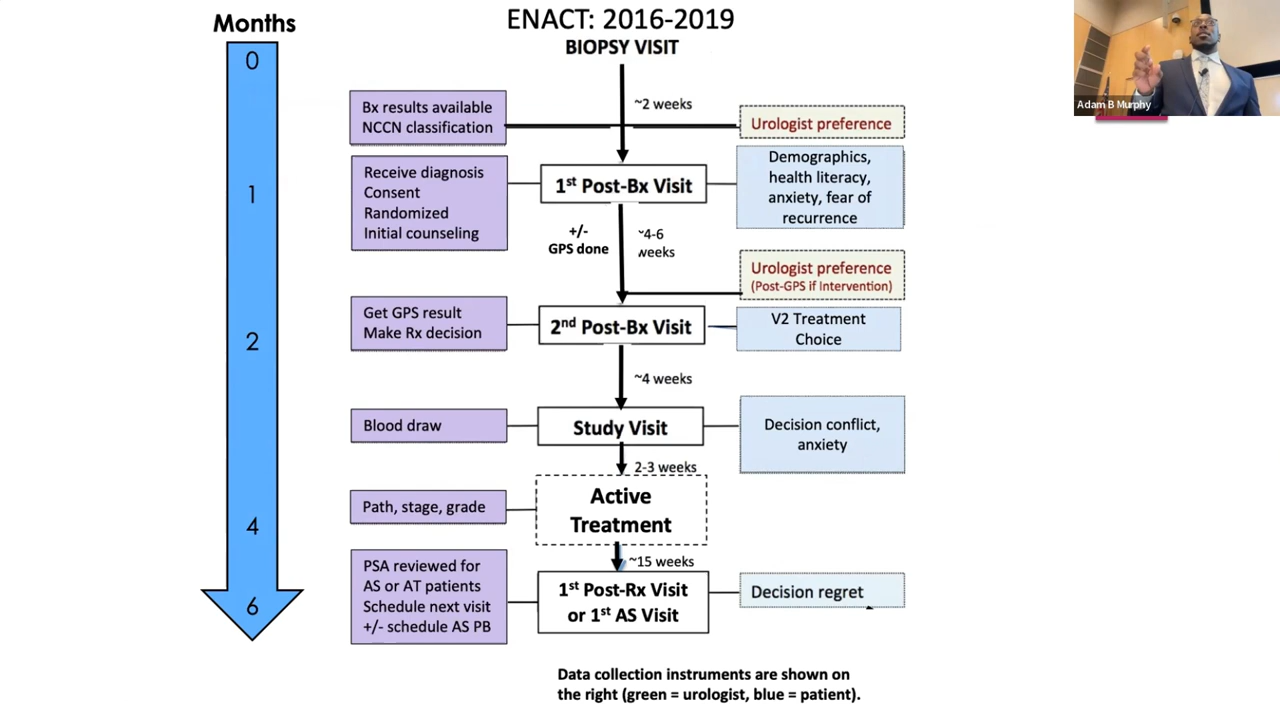 Months
ENACT: 2016-2019
BIOPSY VISIT
0
~2 weeks
Bx results available
NCCN classification
Urologist preference
1
Receive diagnosis
Consent
Randomized
Initial counseling
1st Post-Bx Visit
Demographics,
health literacy,
anxiety, fear of
recurrence
+/-
GPS done
~4-6
weeks
Urologist preference
(Post-GPS if Intervention)
2
Get GPS result
Make Rx decision
2nd Post-Bx Visit
V2 Treatment
Choice
~4 weeks
Blood draw
Study Visit
Decision conflict,
anxiety
2-3 weeks
4
Path, stage, grade
Active
Treatment
~15 weeks
6
PSA reviewed for
AS or AT patients
Schedule next visit
+/- schedule AS PB
1st Post-Rx Visit
or 1st AS Visit
Decision regret
Data collection instruments are shown on
the right (green = urologist, blue = patient).
Adam B Murphy